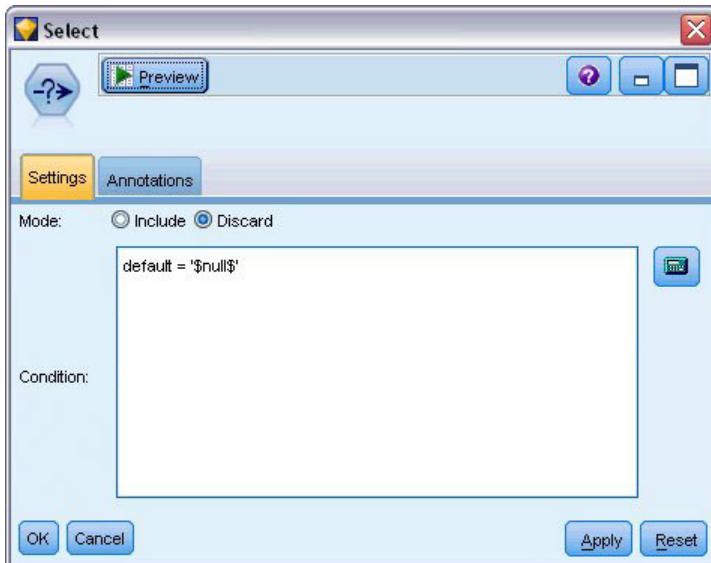 Select
Preview
Settings Annotations
Mode: Include Discard
default = '$null$'
Condition:
OK Cancel Apply Reset